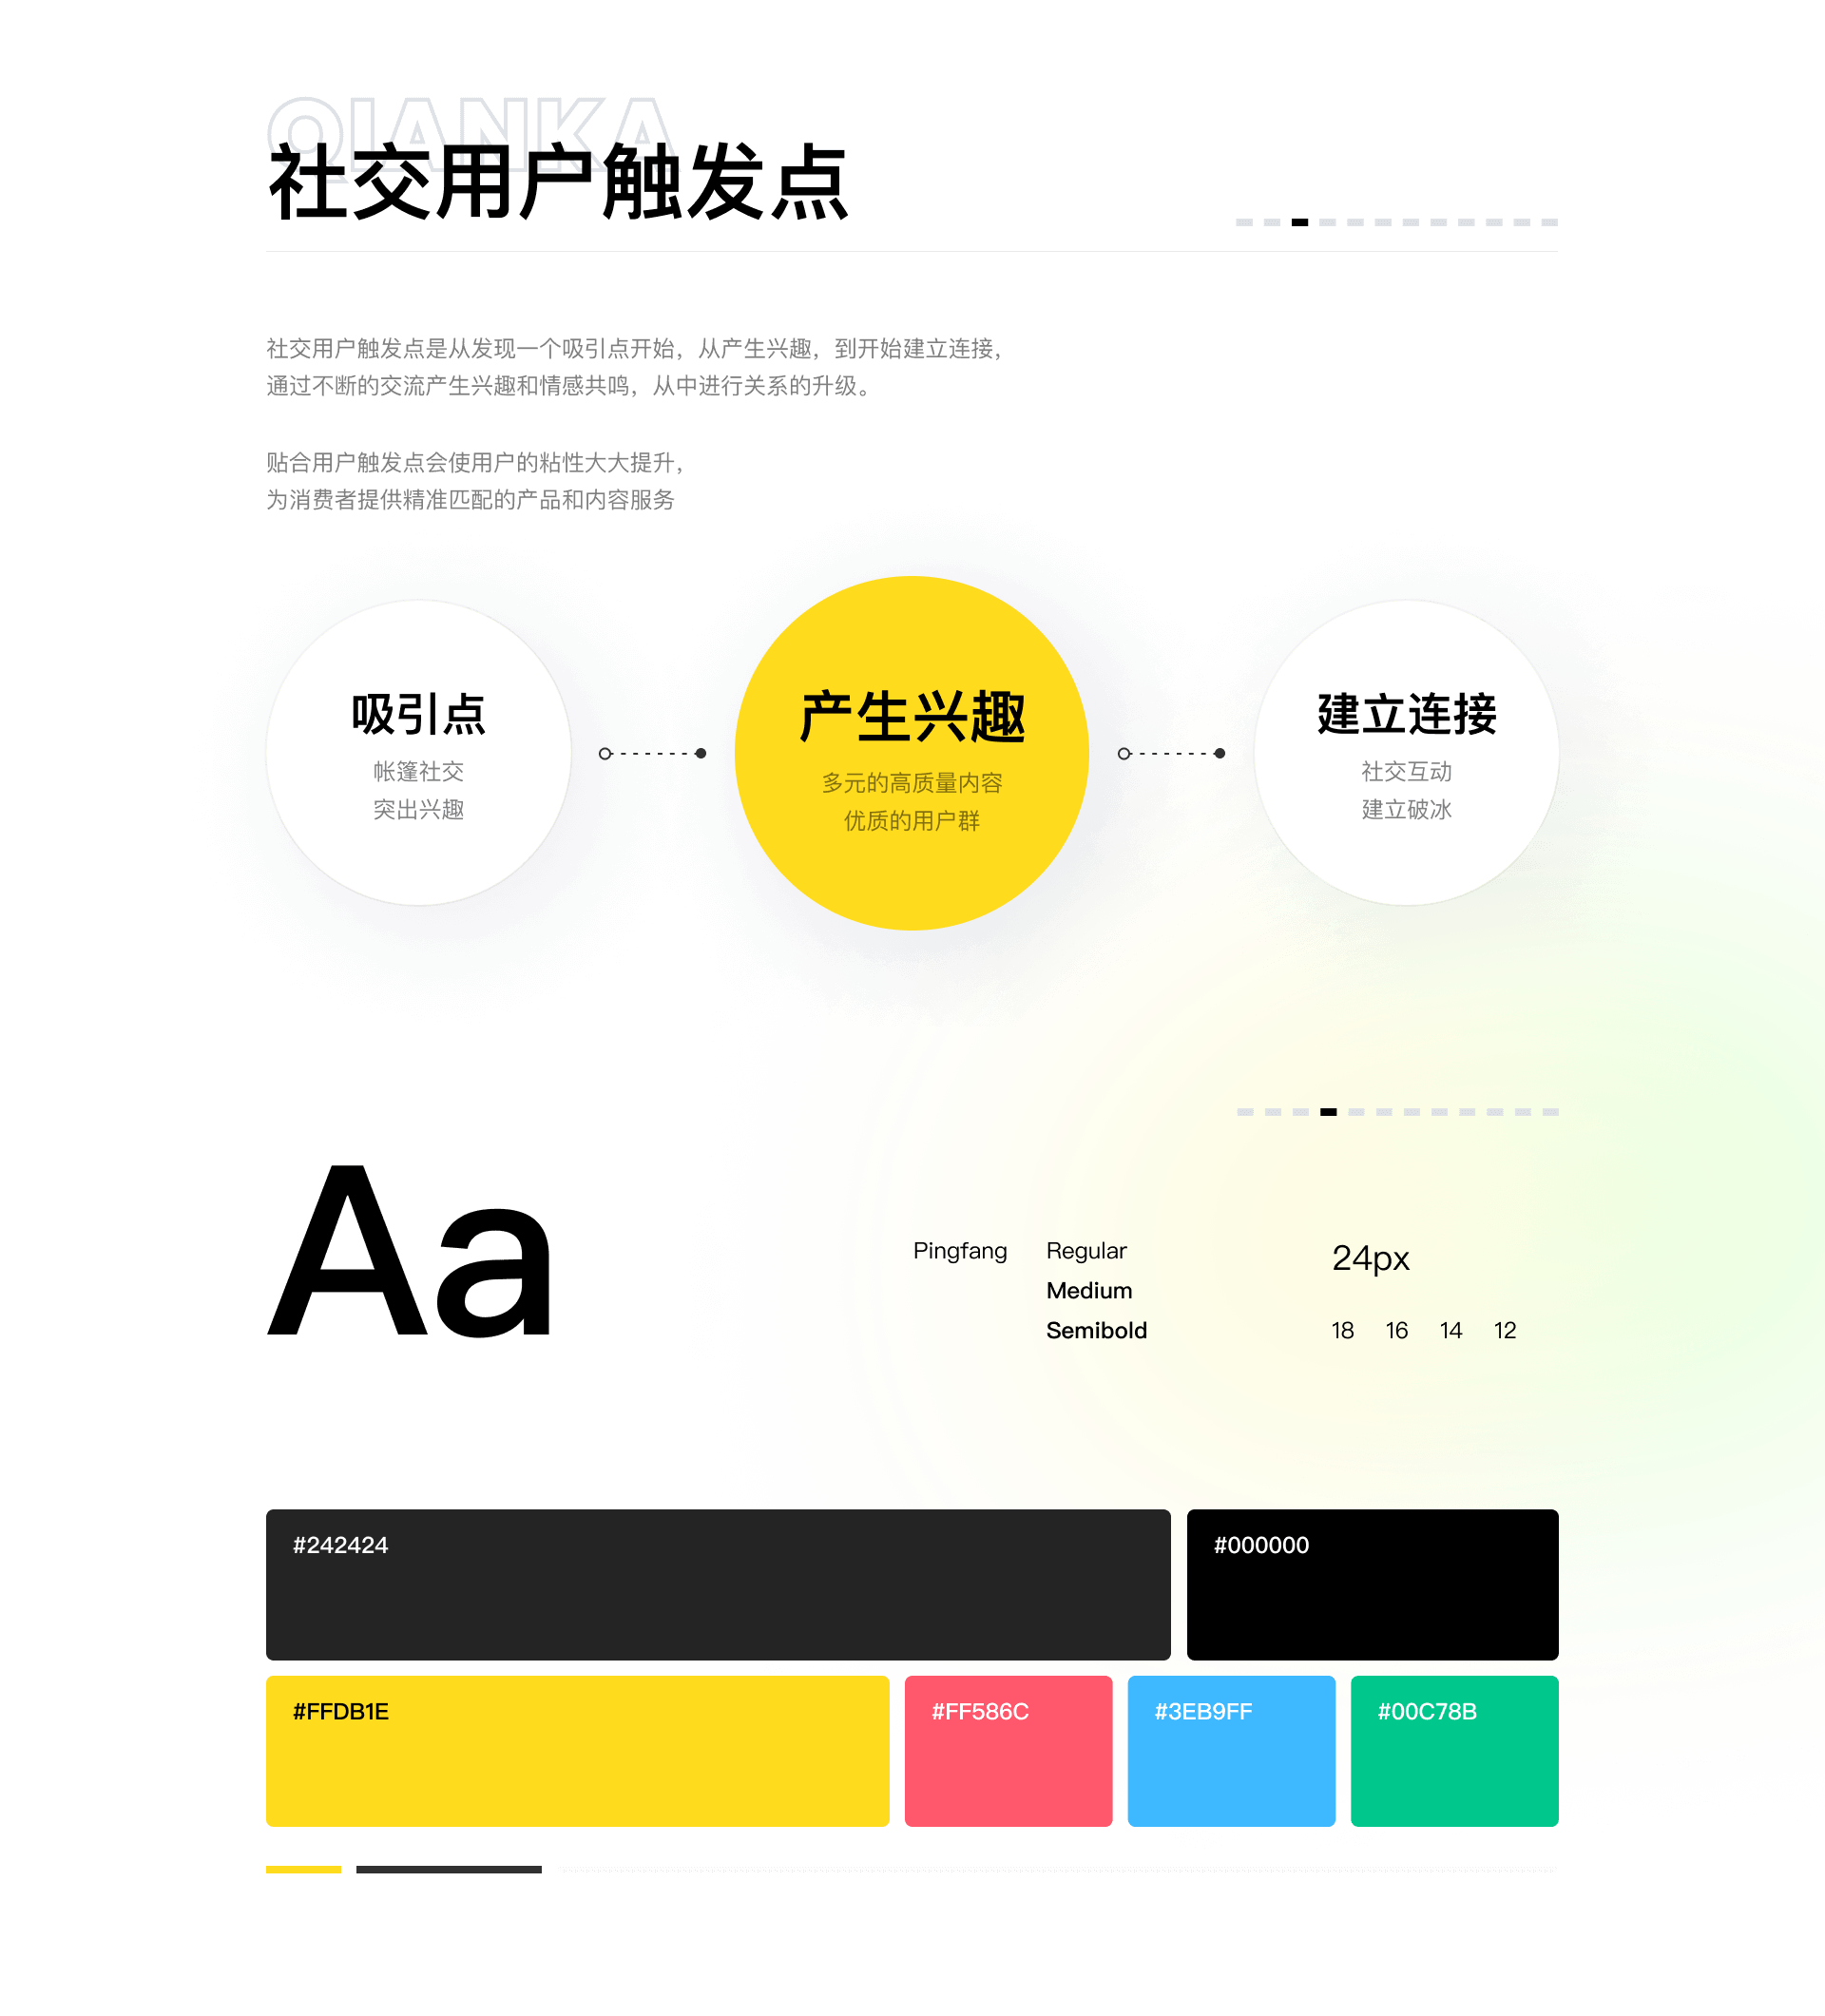 QIANKA
社交用户触发点
社交用户触发点是从发现一个吸引点开始，从产生兴趣，到开始建立连接，
通过不断的交流产生兴趣和情感共鸣，从中进行关系的升级。
贴合用户触发点会使用户的粘性大大提升，
为消费者提供精准匹配的产品和内容服务
吸引点
帐篷社交
突出兴趣
产生兴趣
多元的高质量内容
优质的用户群
建立连接
社交互动
建立破冰
Aa
Pingfang
Regular
Medium
Semibold
24px
18 16 14 12
#242424
#000000
#FFDB1E
#FF586C
#3EB9FF
#00C78B